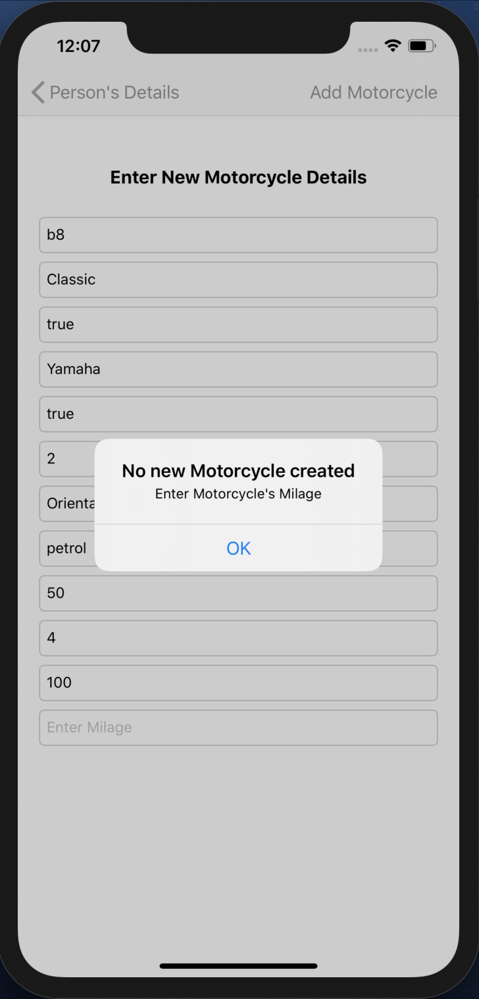 12:07
Person's Details Add Motorcycle
Enter New Motorcycle Details
b8
Classic
true
Yamaha
true
2
No new Motorcycle created
Enter Motorcycle's Milage
petrol
OK
50
4
100
Enter Milage